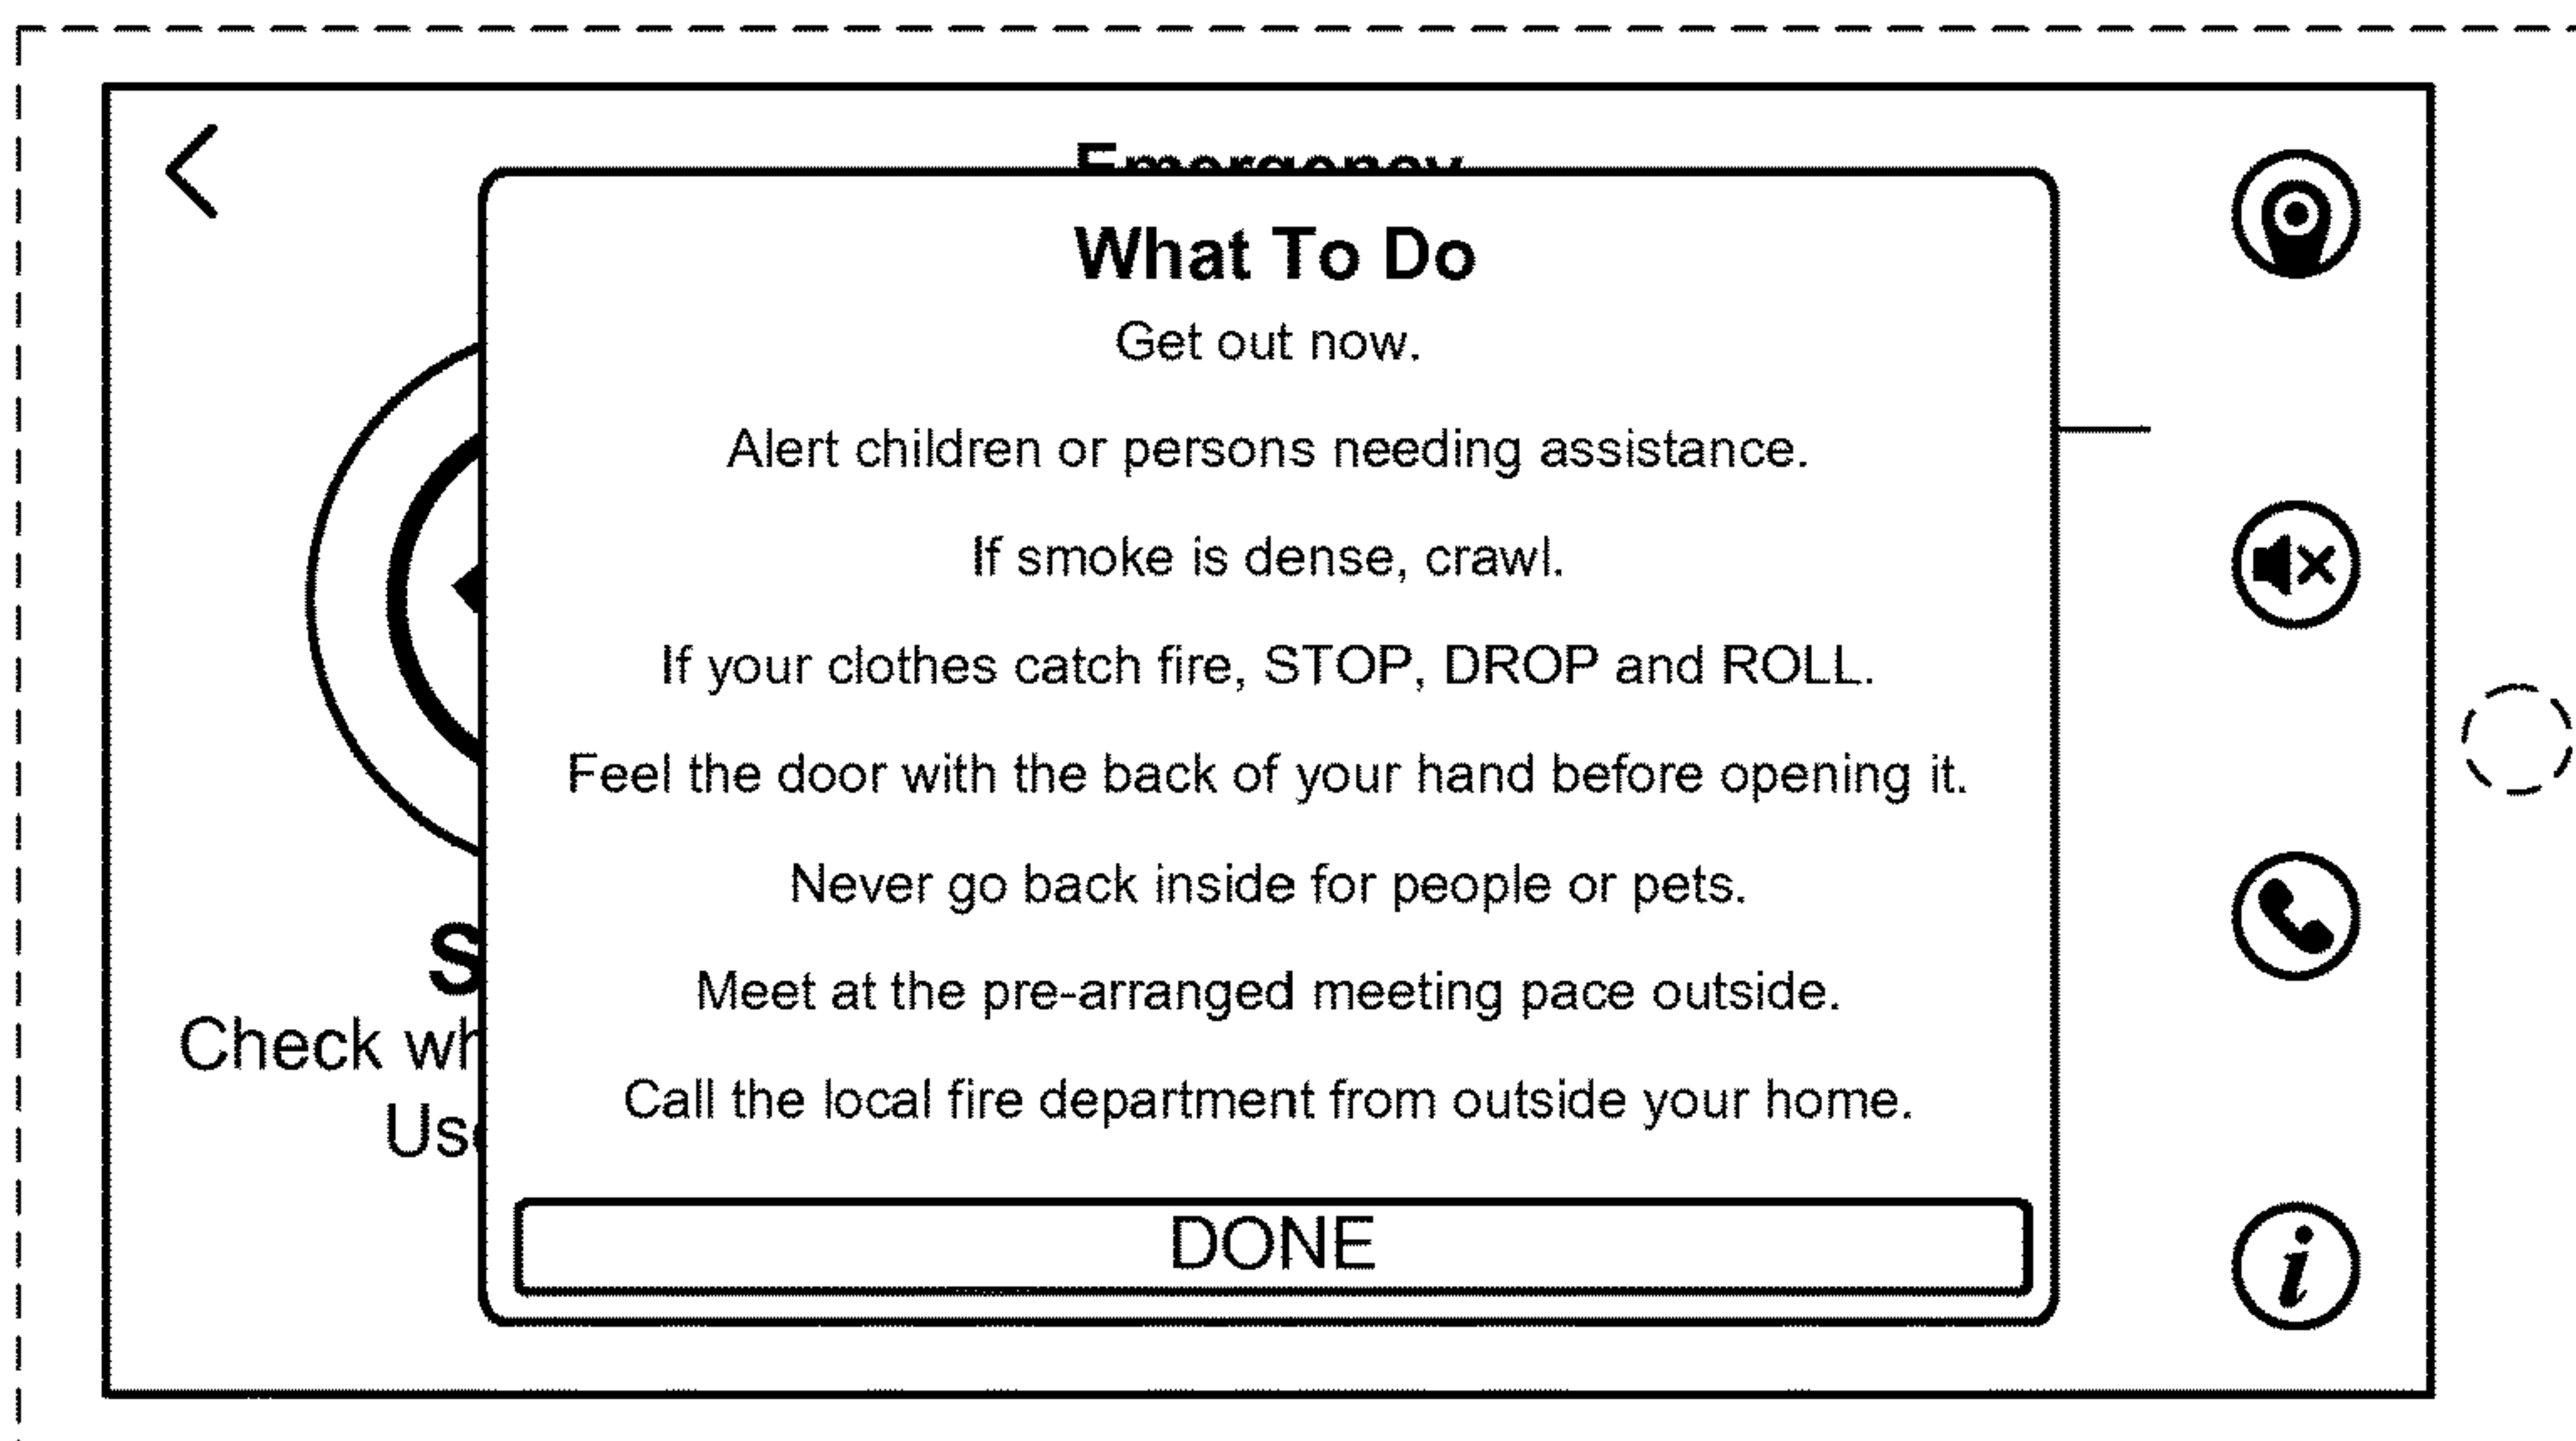 Emergency
What To Do
Get out now.
Alert children or persons needing assistance.
If smoke is dense, crawl.
If your clothes catch fire, STOP, DROP and ROLL.
Feel the door with the back of your hand before opening it.
Never go back inside for people or pets.
Meet at the pre-arranged meeting pace outside.
Call the local fire department from outside your home.
DONE
S
Check wh
Us
i